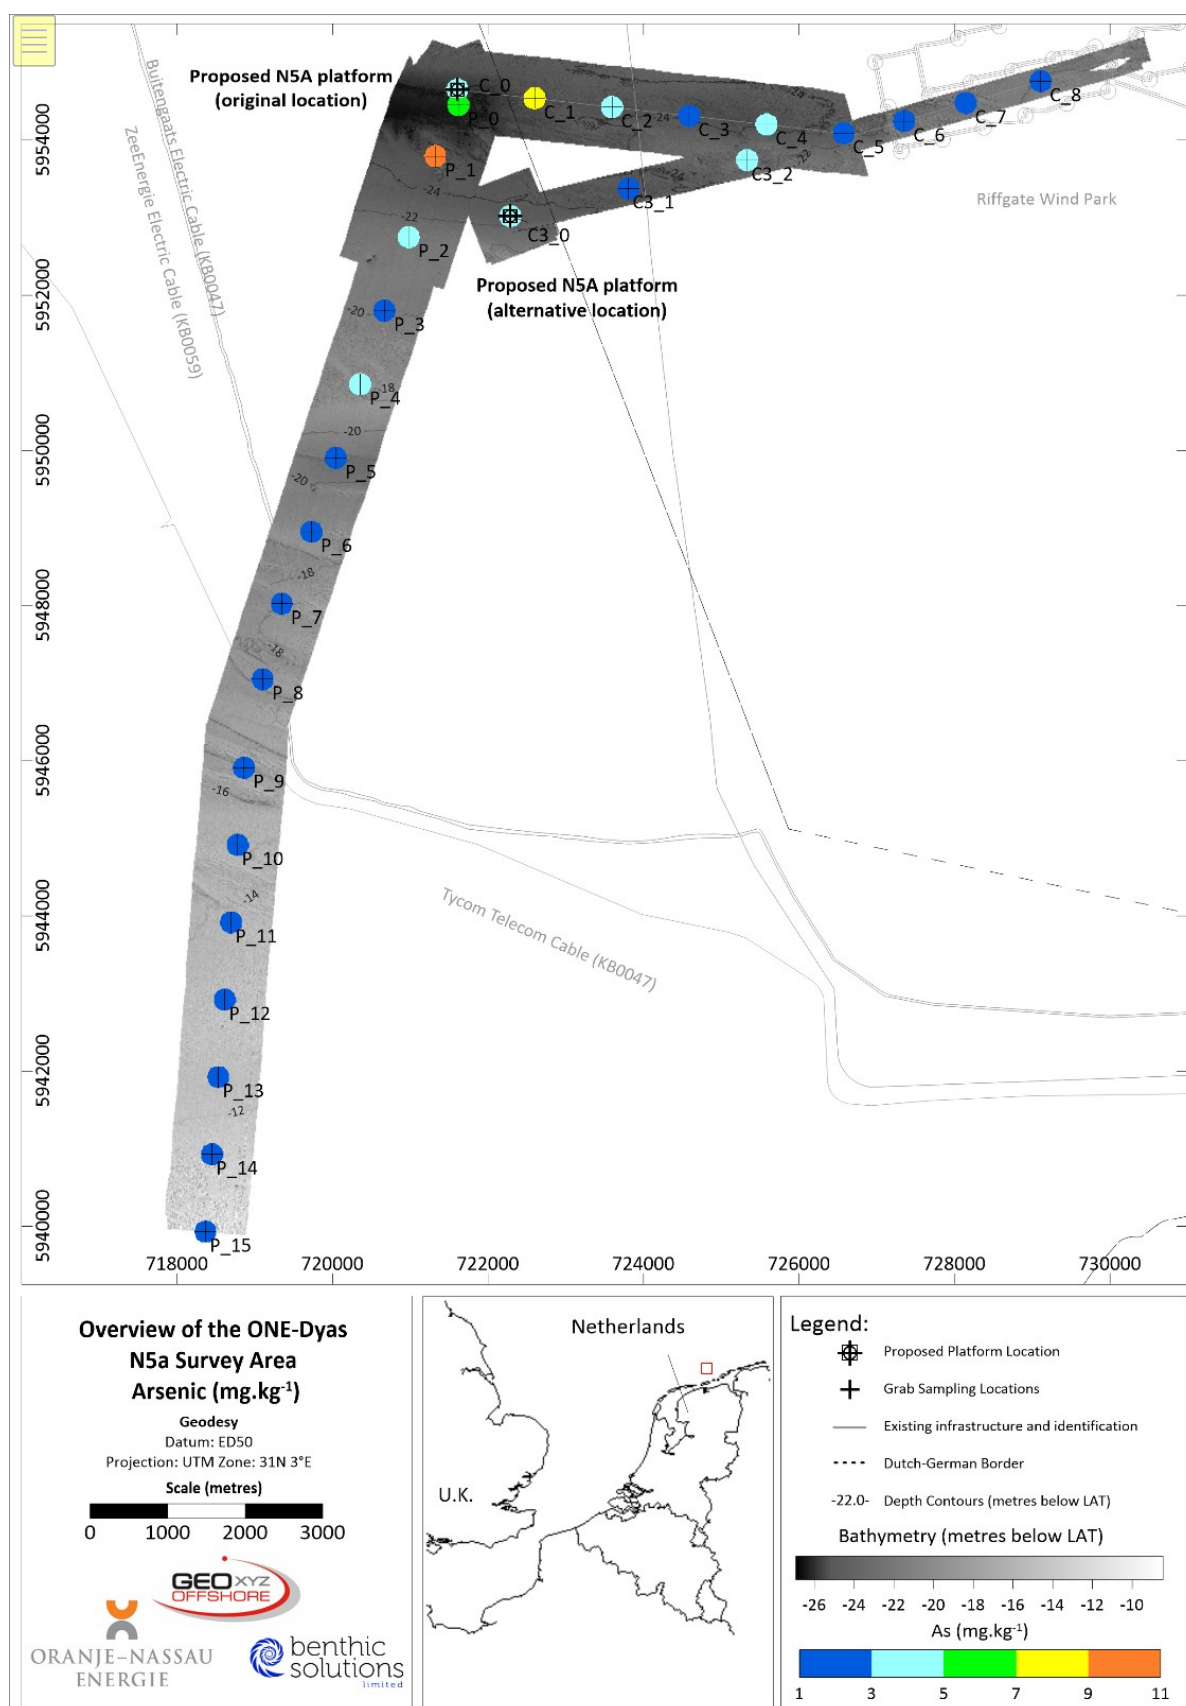 Buitengaats Electric Cable (KB0047)
ZeeEnergie Electric Cable (KB0059)
Proposed N5A platform
(original location)
C_0
P_0
C_1
C_2
C_3
C_4
C_5
C_6
C_7
C_8
-24
-24
-22
P_1
C3_2
C3_1
C3_0
-24
-24
-22
P_2
Riffgate Wind Park
Proposed N5A platform
(alternative location)
-20
P_3
-18
P_4
-20
P_5
-20
P_6
-18
P_7
-18
P_8
P_9
-16
P_10
-14
P_11
Tycom Telecom Cable (KB0047)
P_12
P_13
-12
P_14
P_15
5954000
5952000
5950000
5948000
5946000
5944000
5942000
5940000
718000
720000
722000
724000
726000
728000
730000
Overview of the ONE-Dyas
N5a Survey Area
Arsenic (mg.kg⁻¹)
Geodesy
Datum: ED50
Projection: UTM Zone: 31N 3°E
Scale (metres)
0 1000 2000 3000
GEO XYZ
OFFSHORE
ORANJE–NASSAU
ENERGIE
benthic
solutions
limited
Netherlands
U.K.
Legend:
Proposed Platform Location
Grab Sampling Locations
Existing infrastructure and identification
Dutch-German Border
-22.0- Depth Contours (metres below LAT)
Bathymetry (metres below LAT)
-26 -24 -22 -20 -18 -16 -14 -12 -10
As (mg.kg⁻¹)
1 3 5 7 9 11